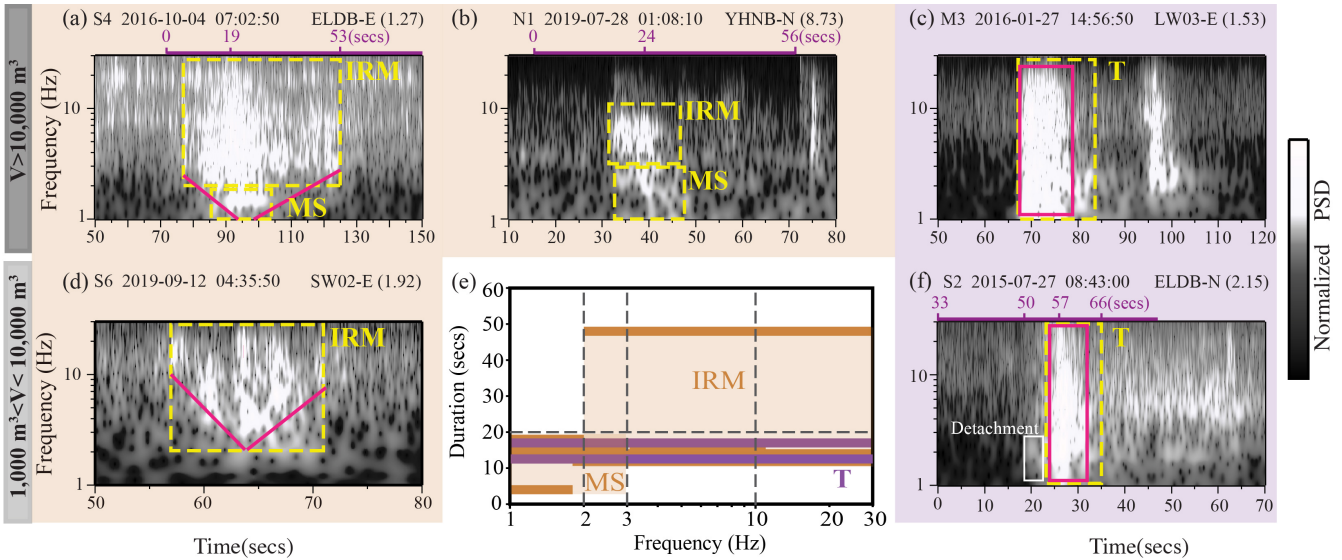 (a) S4 2016-10-04 07:02:50 ELDB-E (1.27)
0 19 53(secs)
IRM
MS
10
1
50 70 90 110 130 150
Frequency (Hz)
V>10,000 m³
(b) N1 2019-07-28 01:08:10 YHNB-N (8.73)
0 24 56(secs)
IRM
MS
10
1
10 20 30 40 50 60 70 80
(c) M3 2016-01-27 14:56:50 LW03-E (1.53)
T
10
1
50 60 70 80 90 100 110 120
Normalized PSD
(d) S6 2019-09-12 04:35:50 SW02-E (1.92)
IRM
10
1
50 60 70 80
Frequency (Hz)
Time(secs)
1,000 m³<V< 10,000 m³
(e)
60
50
40
30
20
10
0
Duration (secs)
IRM
MS
T
1 2 3 10 20 30
Frequency (Hz)
(f) S2 2015-07-27 08:43:00 ELDB-N (2.15)
33 50 57 66(secs)
T
Detachment
10
1
0 10 20 30 40 50 60 70
Time(secs)